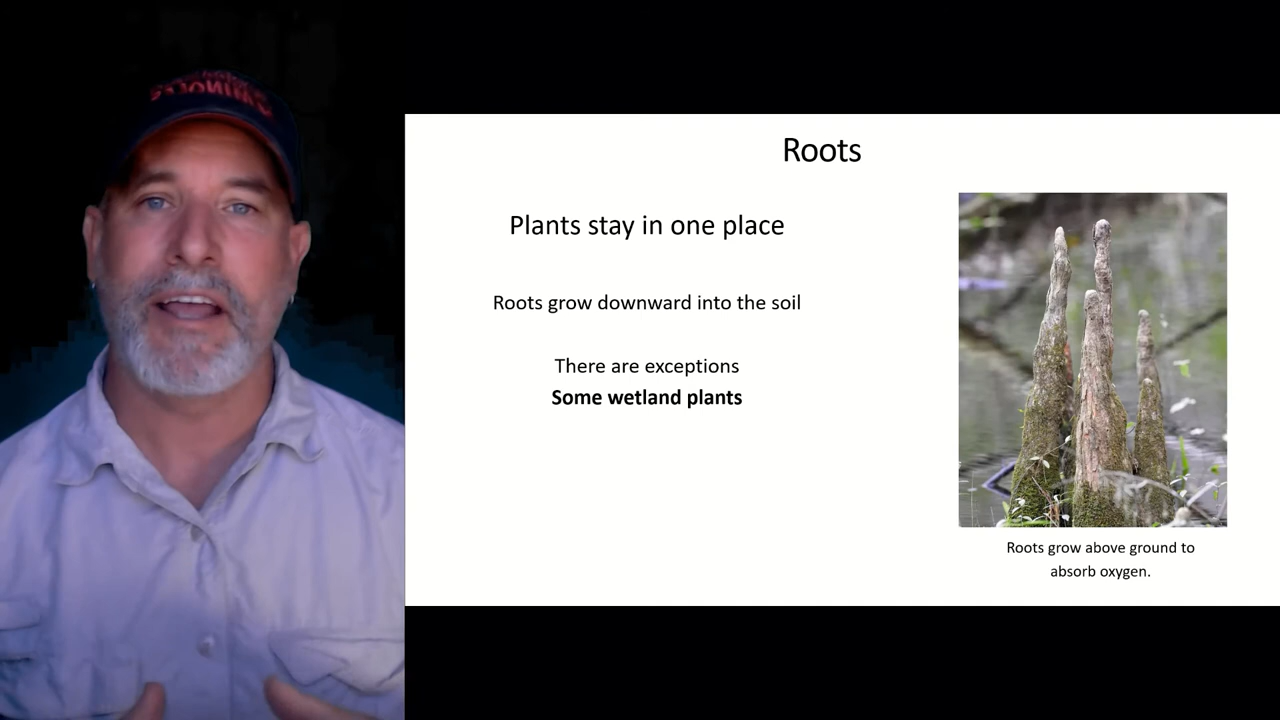 Roots
Plants stay in one place
Roots grow downward into the soil
There are exceptions
Some wetland plants
Roots grow above ground to
absorb oxygen.